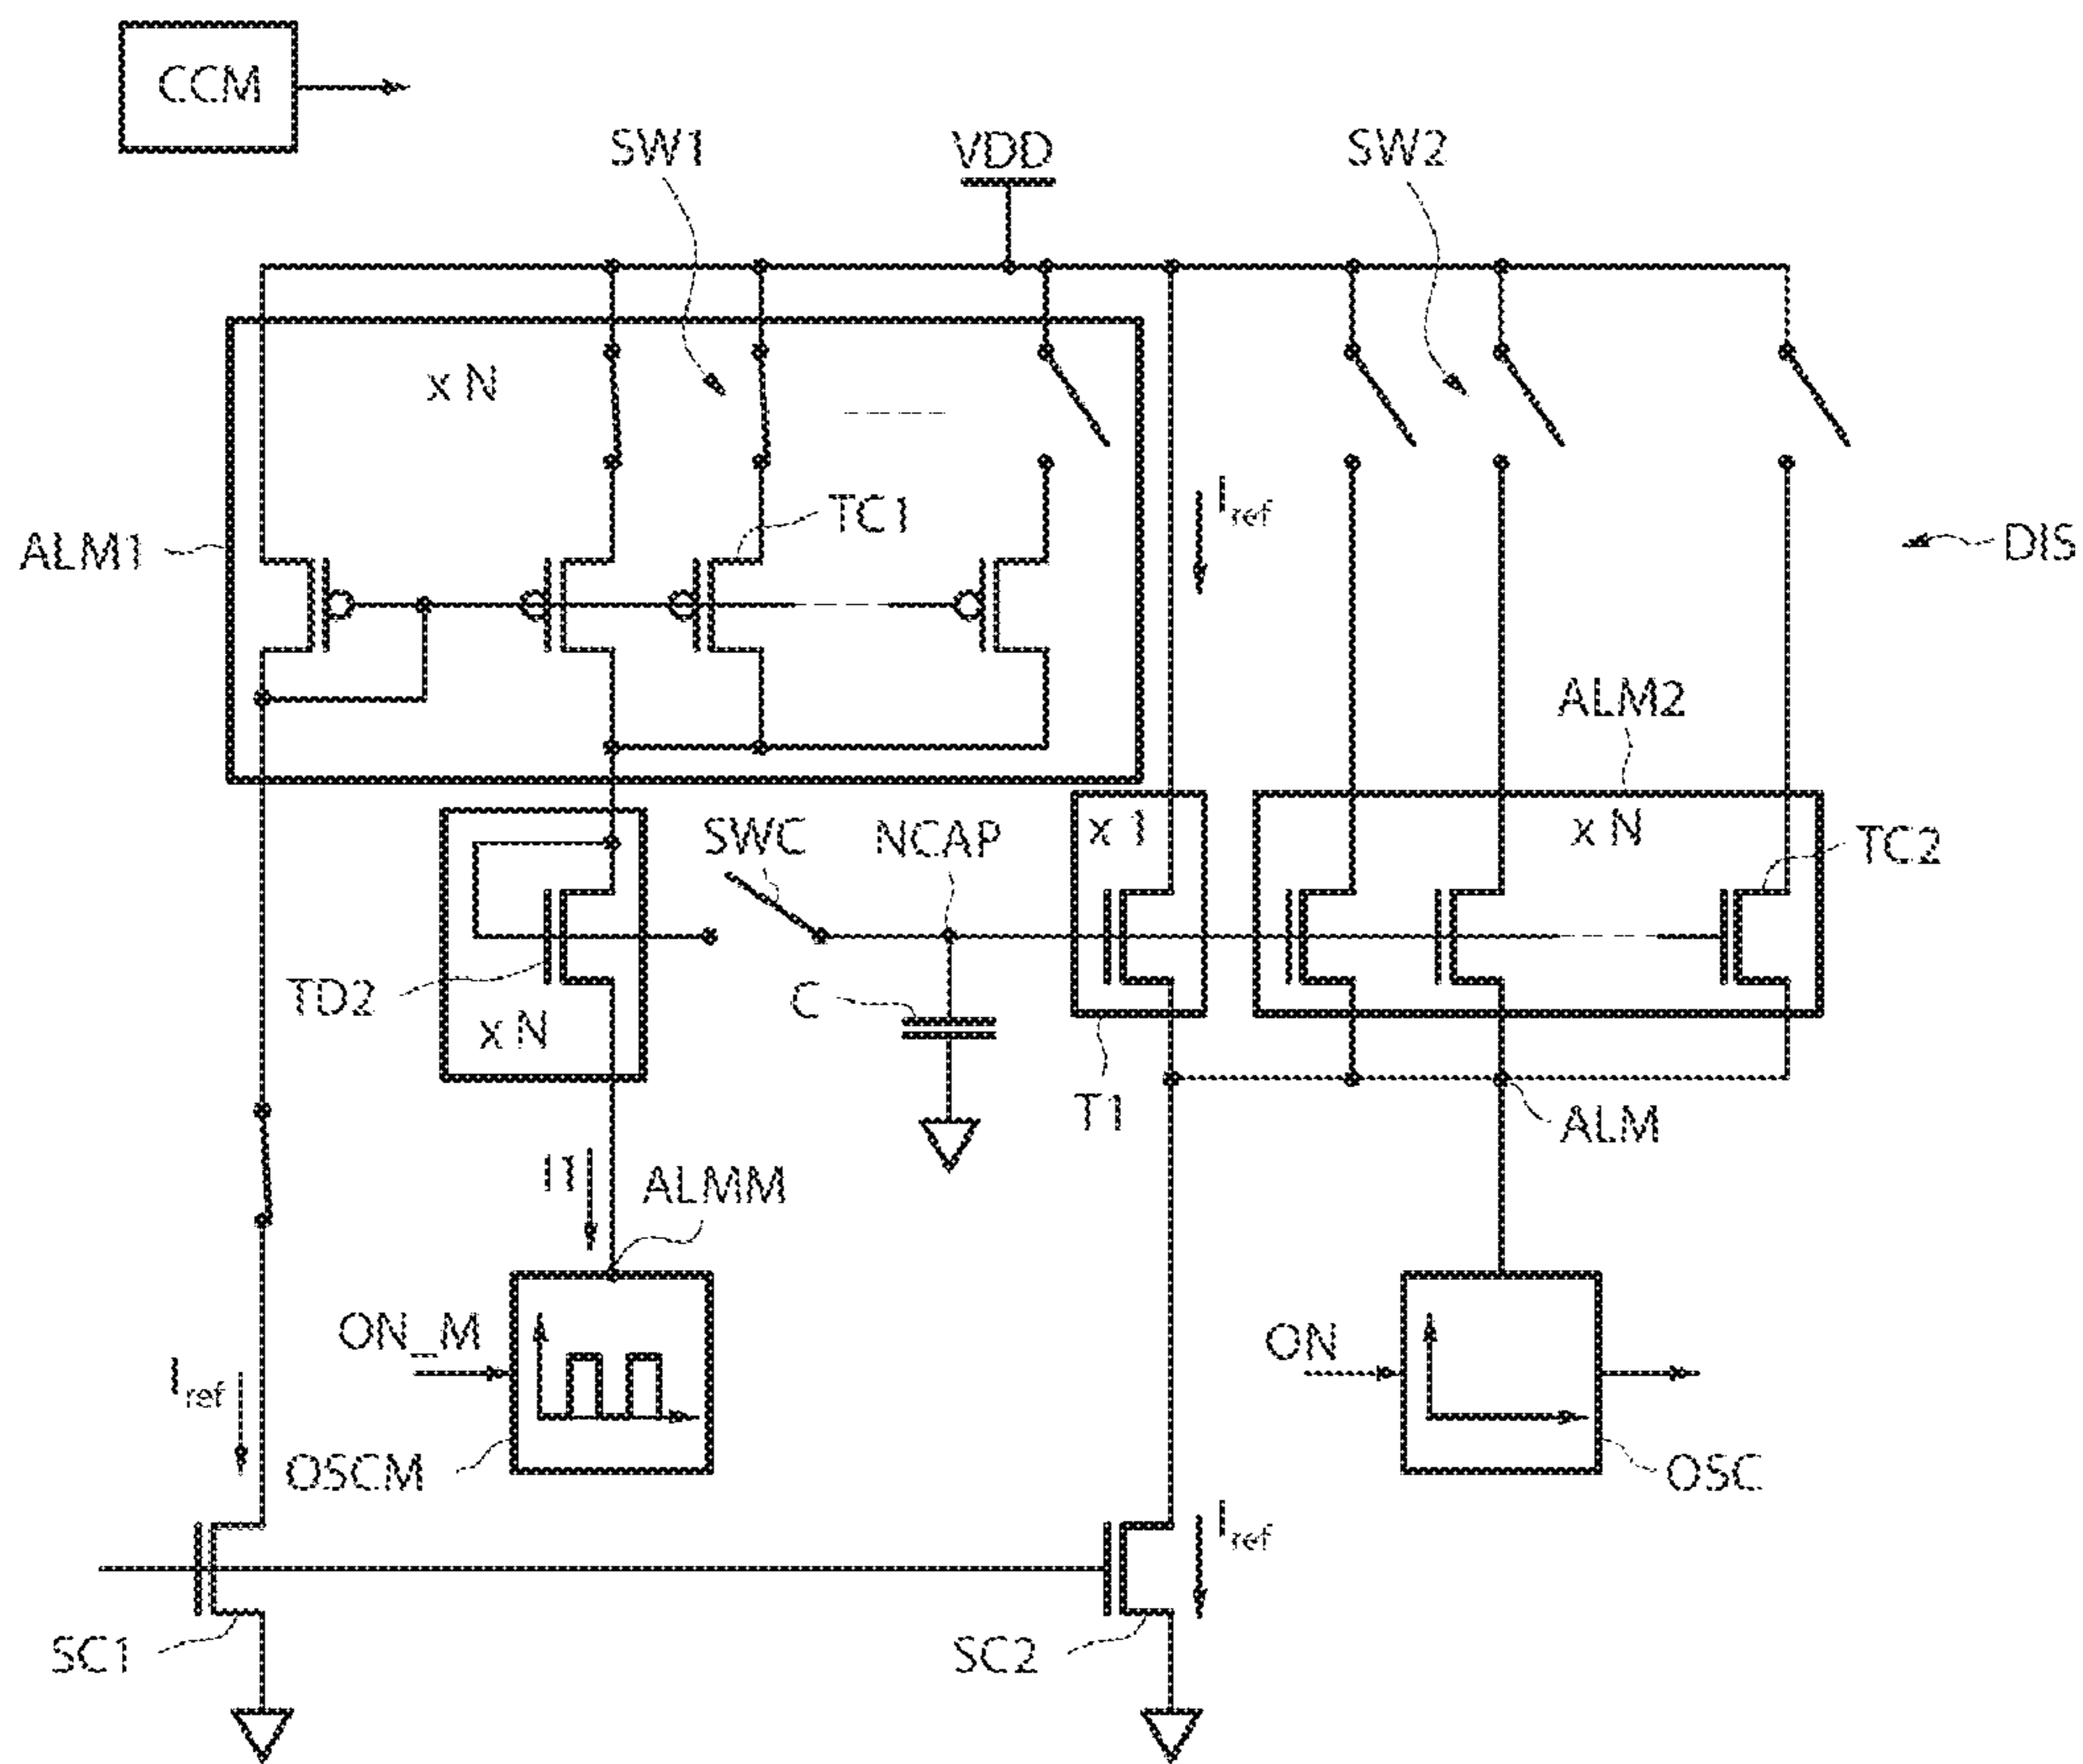 CCM
SW1
VDD
SW2
x N
TC1
Iref
ALM1
DIS
ALM2
x 1
x N
SWC
NCAP
TC2
TD2
C
x N
T1
ALM
I1
ALMM
ON_M
ON
Iref
OSCM
OSC
Iref
SC1
SC2